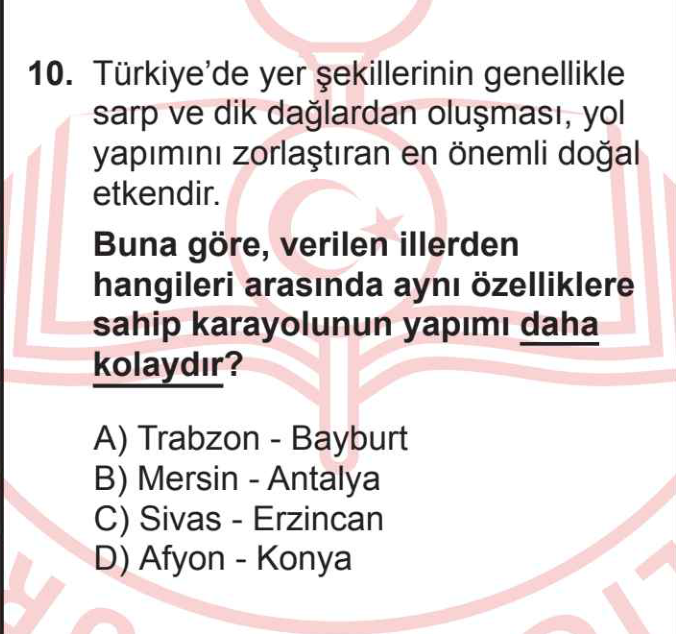 10. Türkiye’de yer şekillerinin genellikle
sarp ve dik dağlardan oluşması, yol
yapımını zorlaştıran en önemli doğal
etkendir.
Buna göre, verilen illerden
hangileri arasında aynı özelliklere
sahip karayolunun yapımı daha
kolaydır?
A) Trabzon - Bayburt
B) Mersin - Antalya
C) Sivas - Erzincan
D) Afyon - Konya